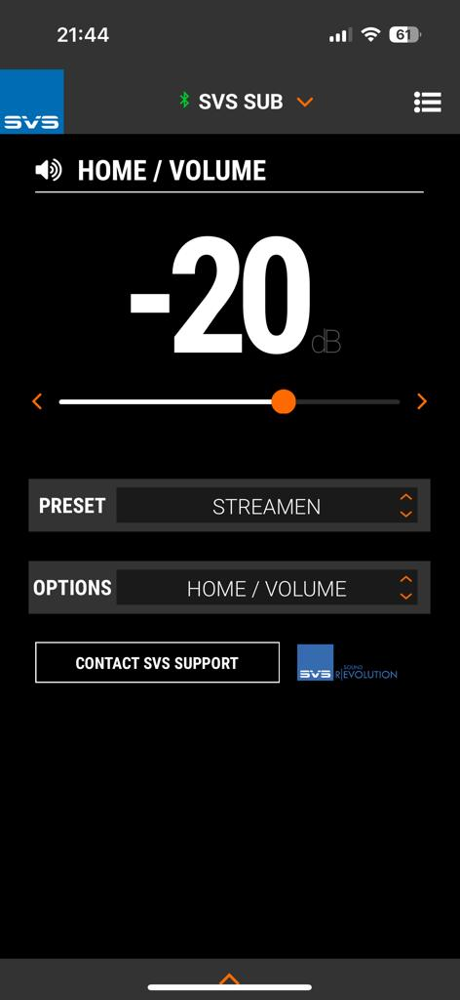 21:44
61
SVS
SVS SUB
HOME / VOLUME
-20 dB
PRESET
STREAMEN
OPTIONS
HOME / VOLUME
CONTACT SVS SUPPORT
SVS
SOUND
R|EVOLUTION